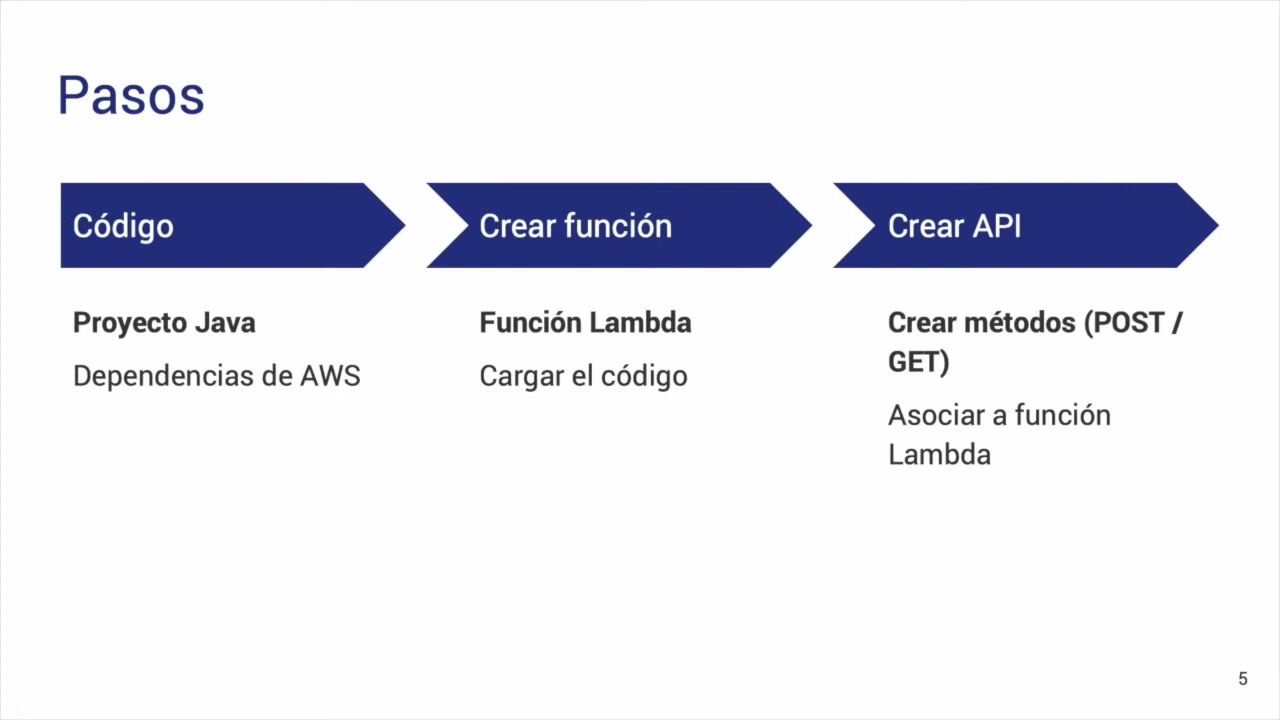 Pasos
Código
Crear función
Crear API
Proyecto Java
Dependencias de AWS
Función Lambda
Cargar el código
Crear métodos (POST /
GET)
Asociar a función
Lambda
5